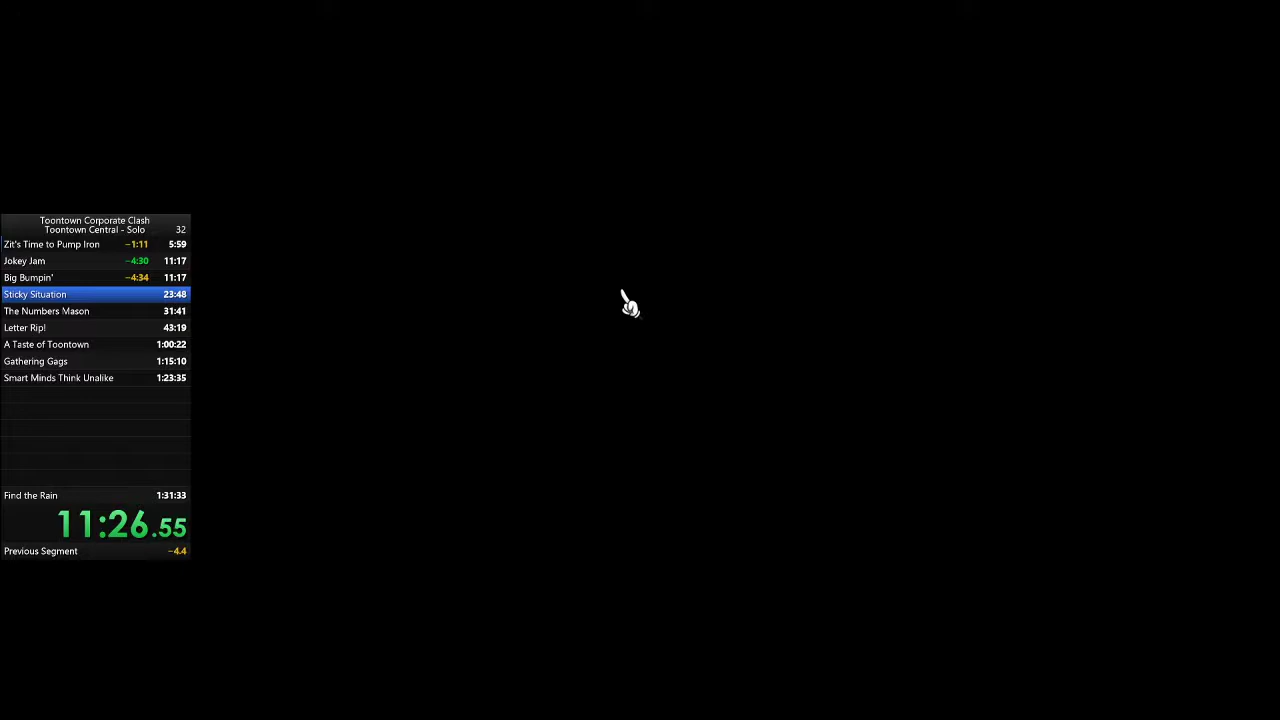 Toontown Corporate Clash
Toontown Central - Solo 32
Zit's Time to Pump Iron −1:11 5:59
Jokey Jam −4:30 11:17
Big Bumpin' −4:34 11:17
Sticky Situation 23:48
The Numbers Mason 31:41
Letter Rip! 43:19
A Taste of Toontown 1:00:22
Gathering Gags 1:15:10
Smart Minds Think Unalike 1:23:35
Find the Rain 1:31:33
11:26.55
Previous Segment −4.4